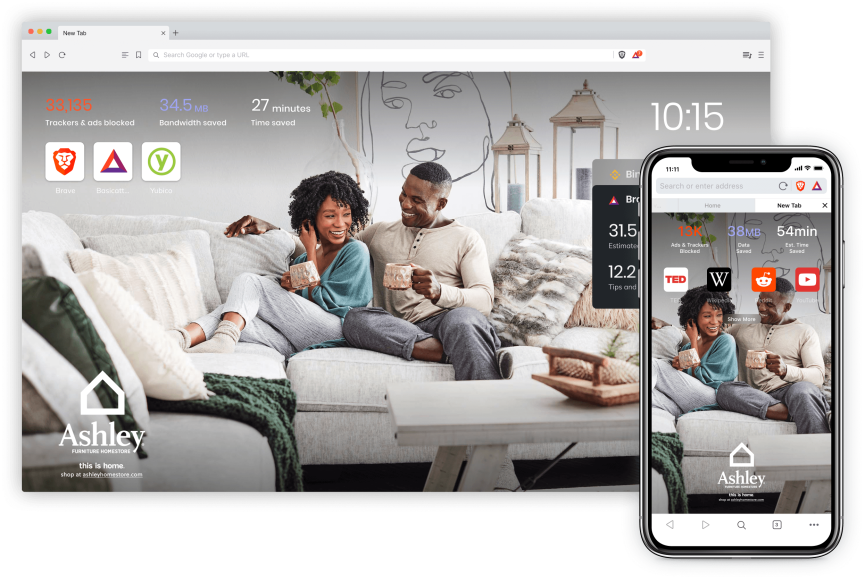 New Tab
Search Google or type a URL
33,135
34.5 MB
27 minutes
Trackers & ads blocked
Bandwidth saved
Time saved
10:15
Brave
Basicatt...
Yubico
Bin
Bra
31.5
Estimated
12.2
Tips and
Ashley
FURNITURE HOMESTORE
this is home.
shop at ashleyhomestore.com
11:11
Search or enter address
Home
New Tab
13K
38MB
54min
Ads & Trackers
Blocked
Data
Saved
Est. Time
Saved
TED
W
Wikipedia
Reddit
YouTube
Show More
Ashley
FURNITURE HOMESTORE
this is home.
shop at ashleyhomestore.com
3